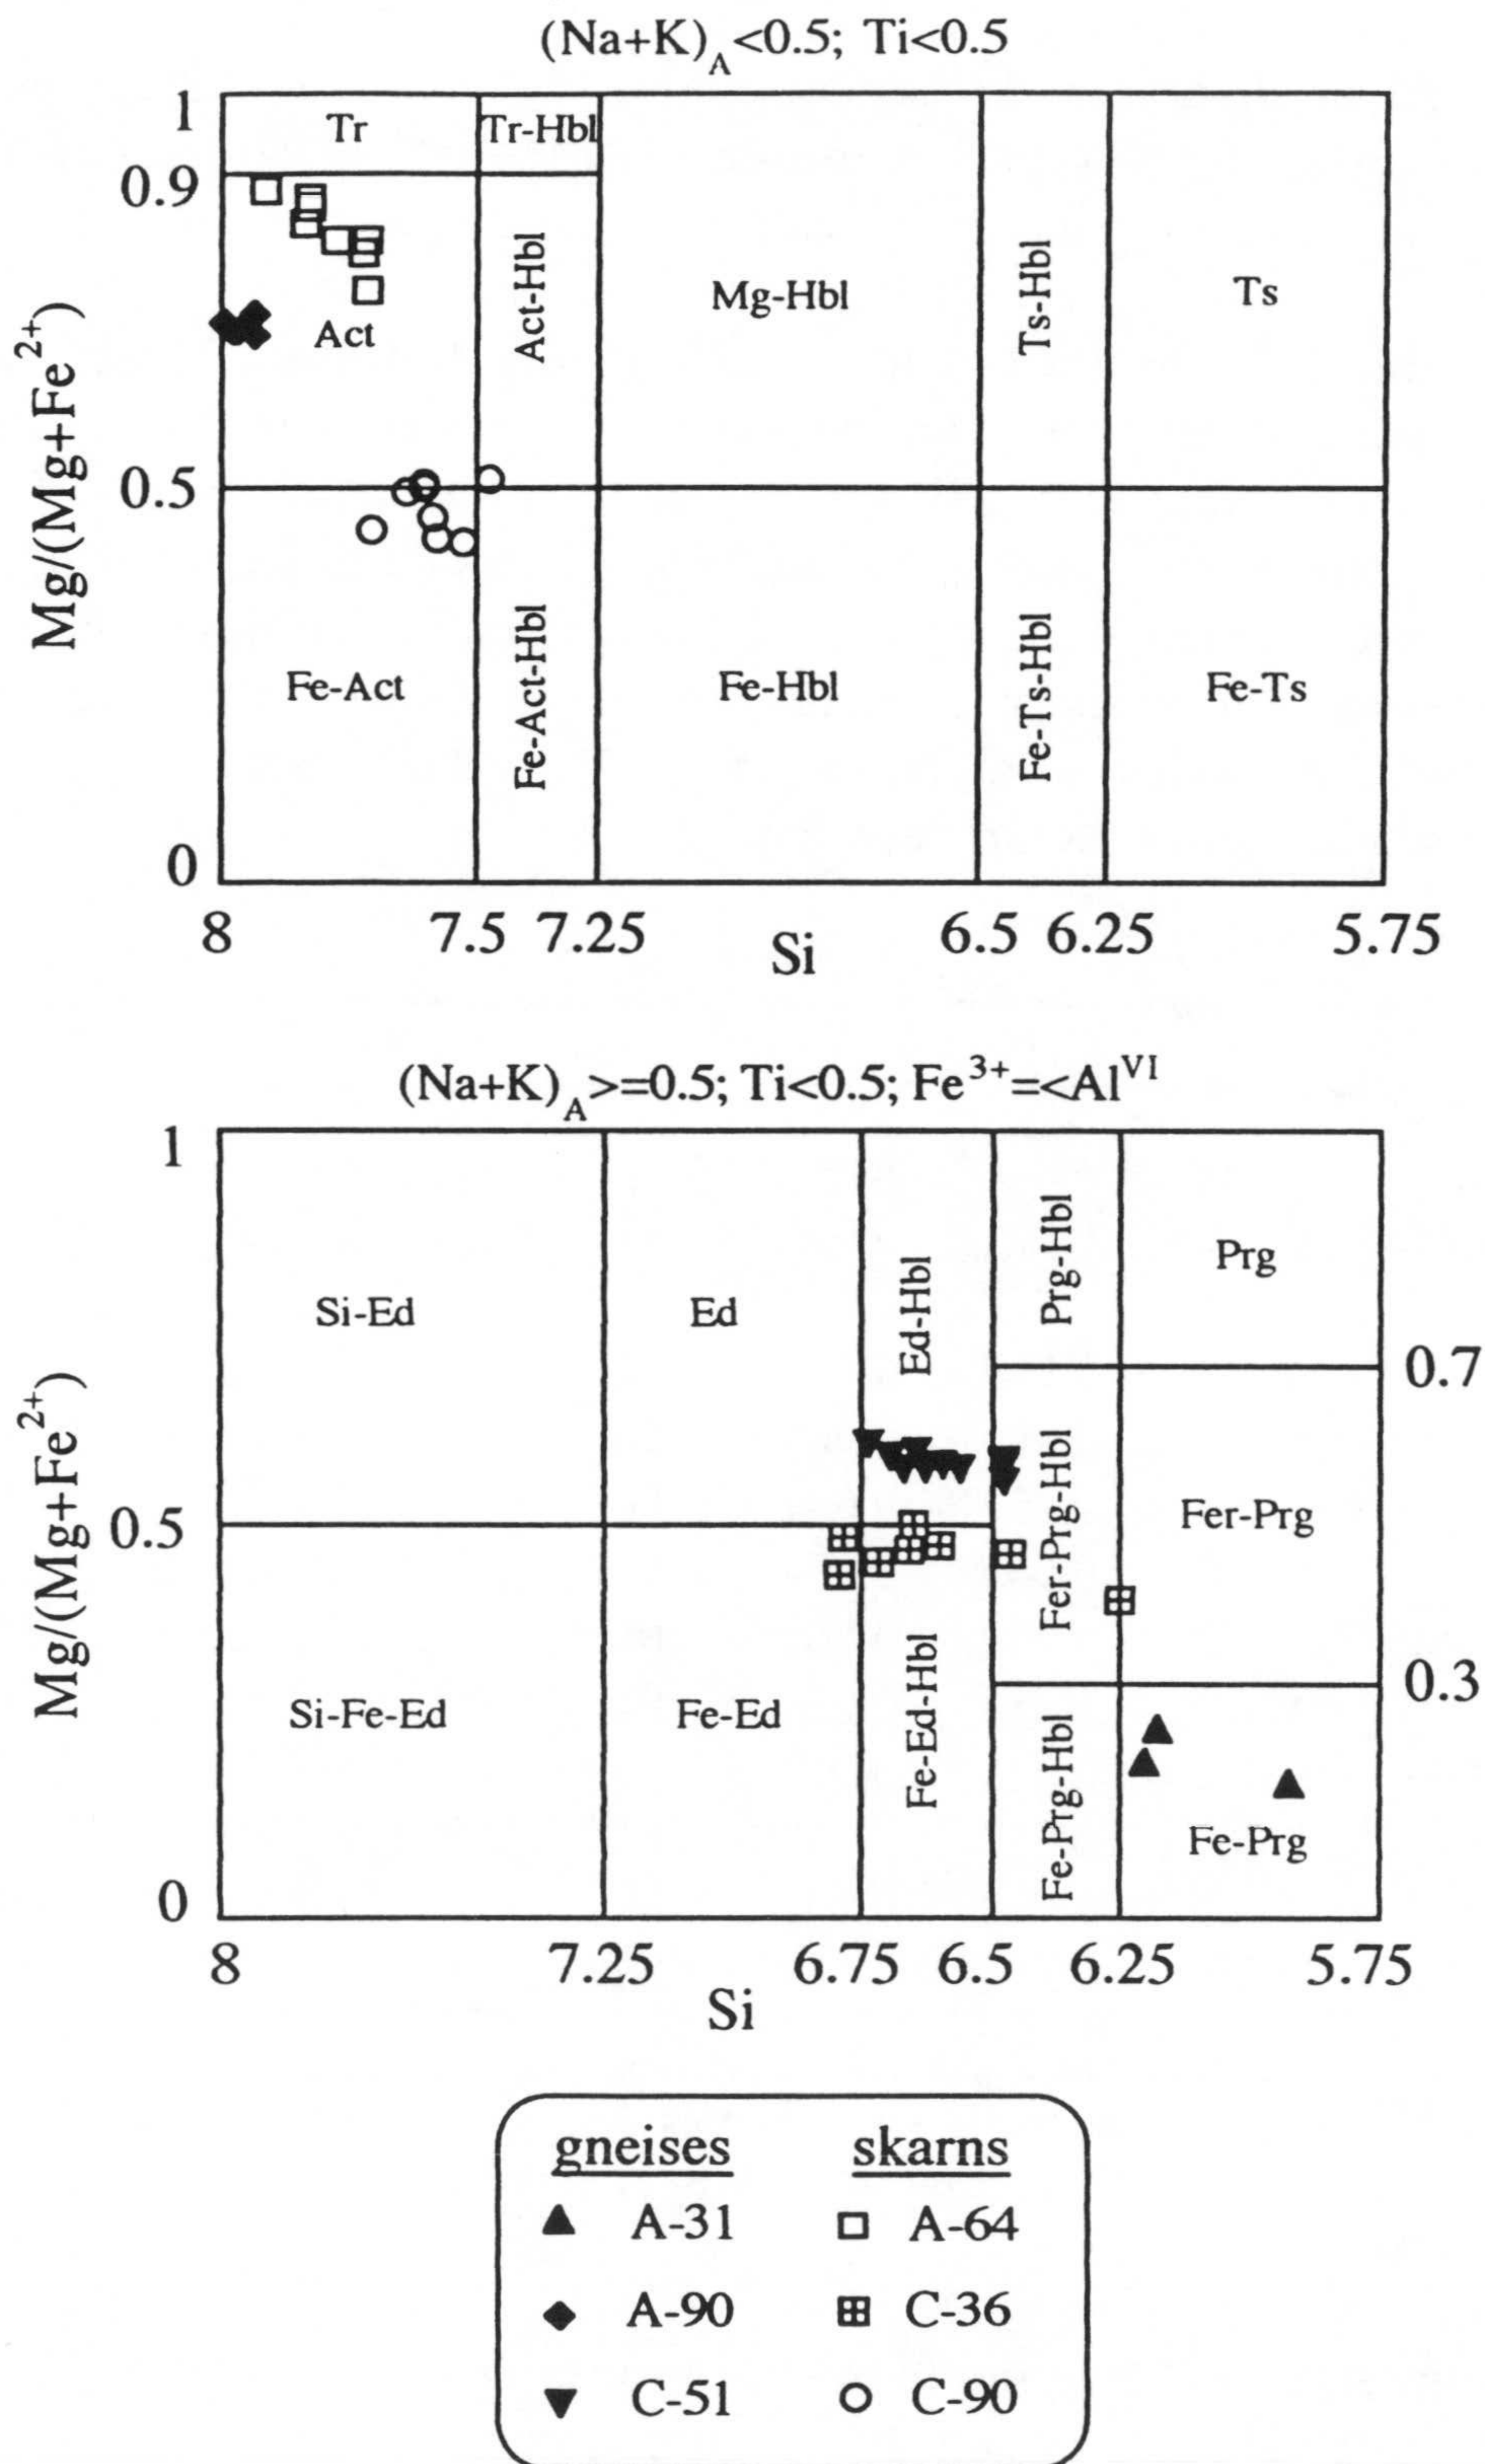 (Na+K)A<0.5; Ti<0.5
1
Tr
Tr-Hbl
0.9
Act-Hbl
Mg-Hbl
Ts-Hbl
Ts
Act
Mg/(Mg+Fe2+)
0.5
Fe-Act
Fe-Act-Hbl
Fe-Hbl
Fe-Ts-Hbl
Fe-Ts
0
8
7.5
7.25
Si
6.5
6.25
5.75
(Na+K)A>=0.5; Ti<0.5; Fe3+=<AlVI
1
Si-Ed
Ed
Ed-Hbl
Prg-Hbl
Prg
0.7
Mg/(Mg+Fe2+)
0.5
Fer-Prg-Hbl
Fer-Prg
0.3
Si-Fe-Ed
Fe-Ed
Fe-Ed-Hbl
Fe-Prg-Hbl
Fe-Prg
0
8
7.25
6.75
6.5
6.25
5.75
Si
gneises
skarns
A-31
A-64
A-90
C-36
C-51
C-90